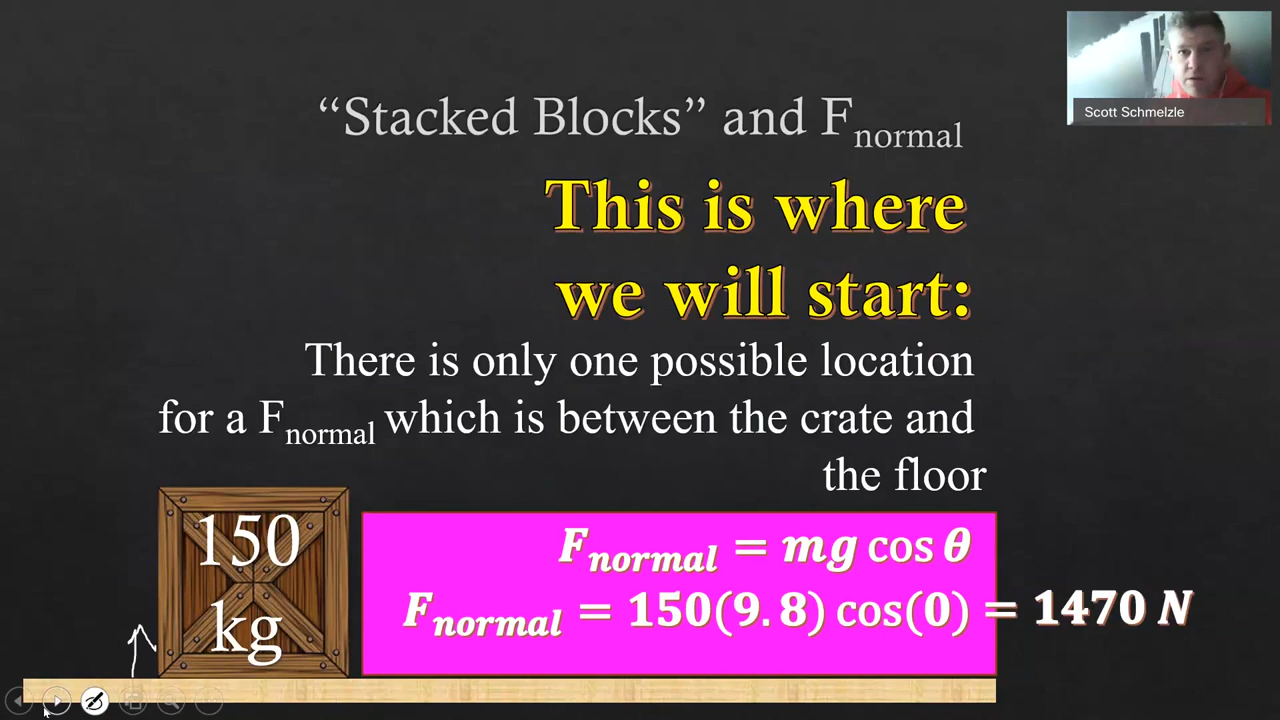 Scott Schmelzle
“Stacked Blocks” and Fnormal
This is where
we will start:
There is only one possible location
for a Fnormal which is between the crate and
the floor
150
kg
Fnormal = mg cos θ
Fnormal = 150(9.8) cos(0) = 1470 N